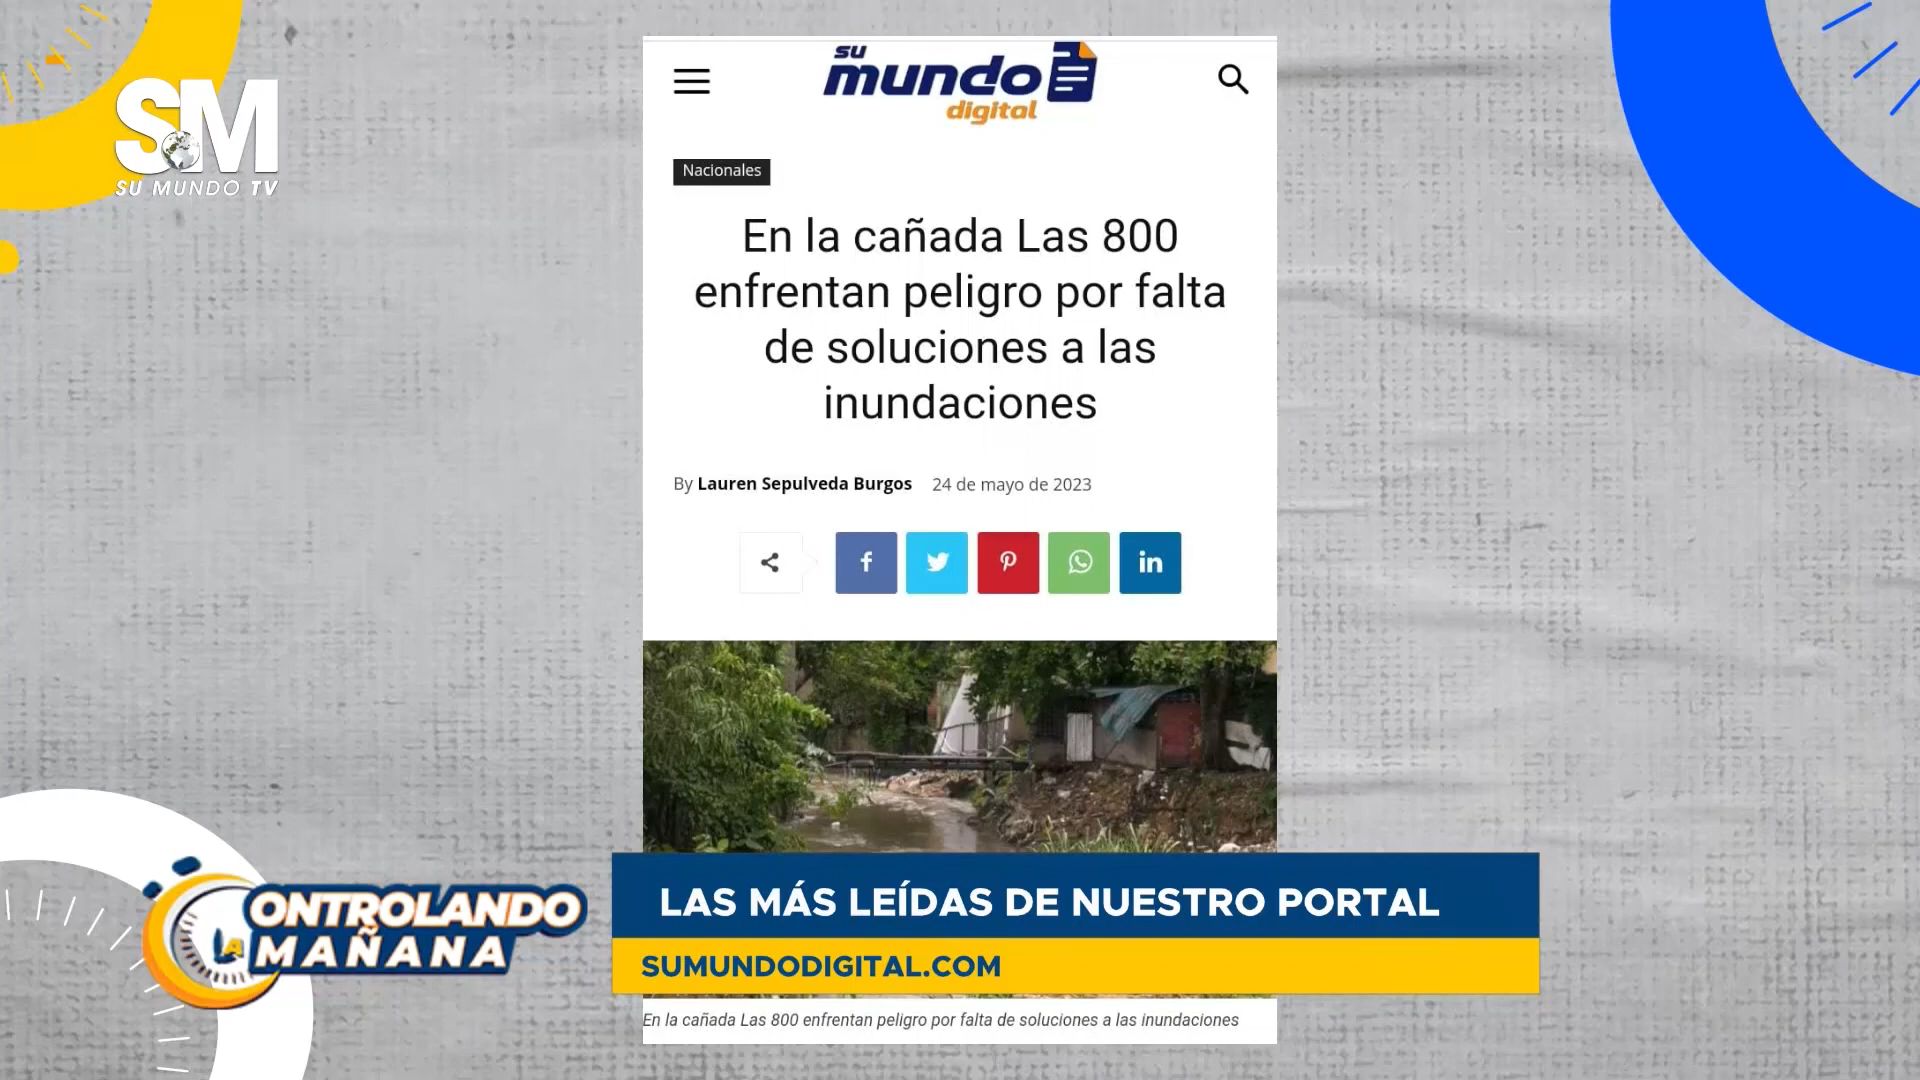 SM
SU MUNDO TV
su
mundo
digital
Nacionales
En la cañada Las 800
enfrentan peligro por falta
de soluciones a las
inundaciones
By Lauren Sepulveda Burgos 24 de mayo de 2023
CONTROLANDO
LA MAÑANA
LAS MÁS LEÍDAS DE NUESTRO PORTAL
SUMUNDODIGITAL.COM
En la cañada Las 800 enfrentan peligro por falta de soluciones a las inundaciones